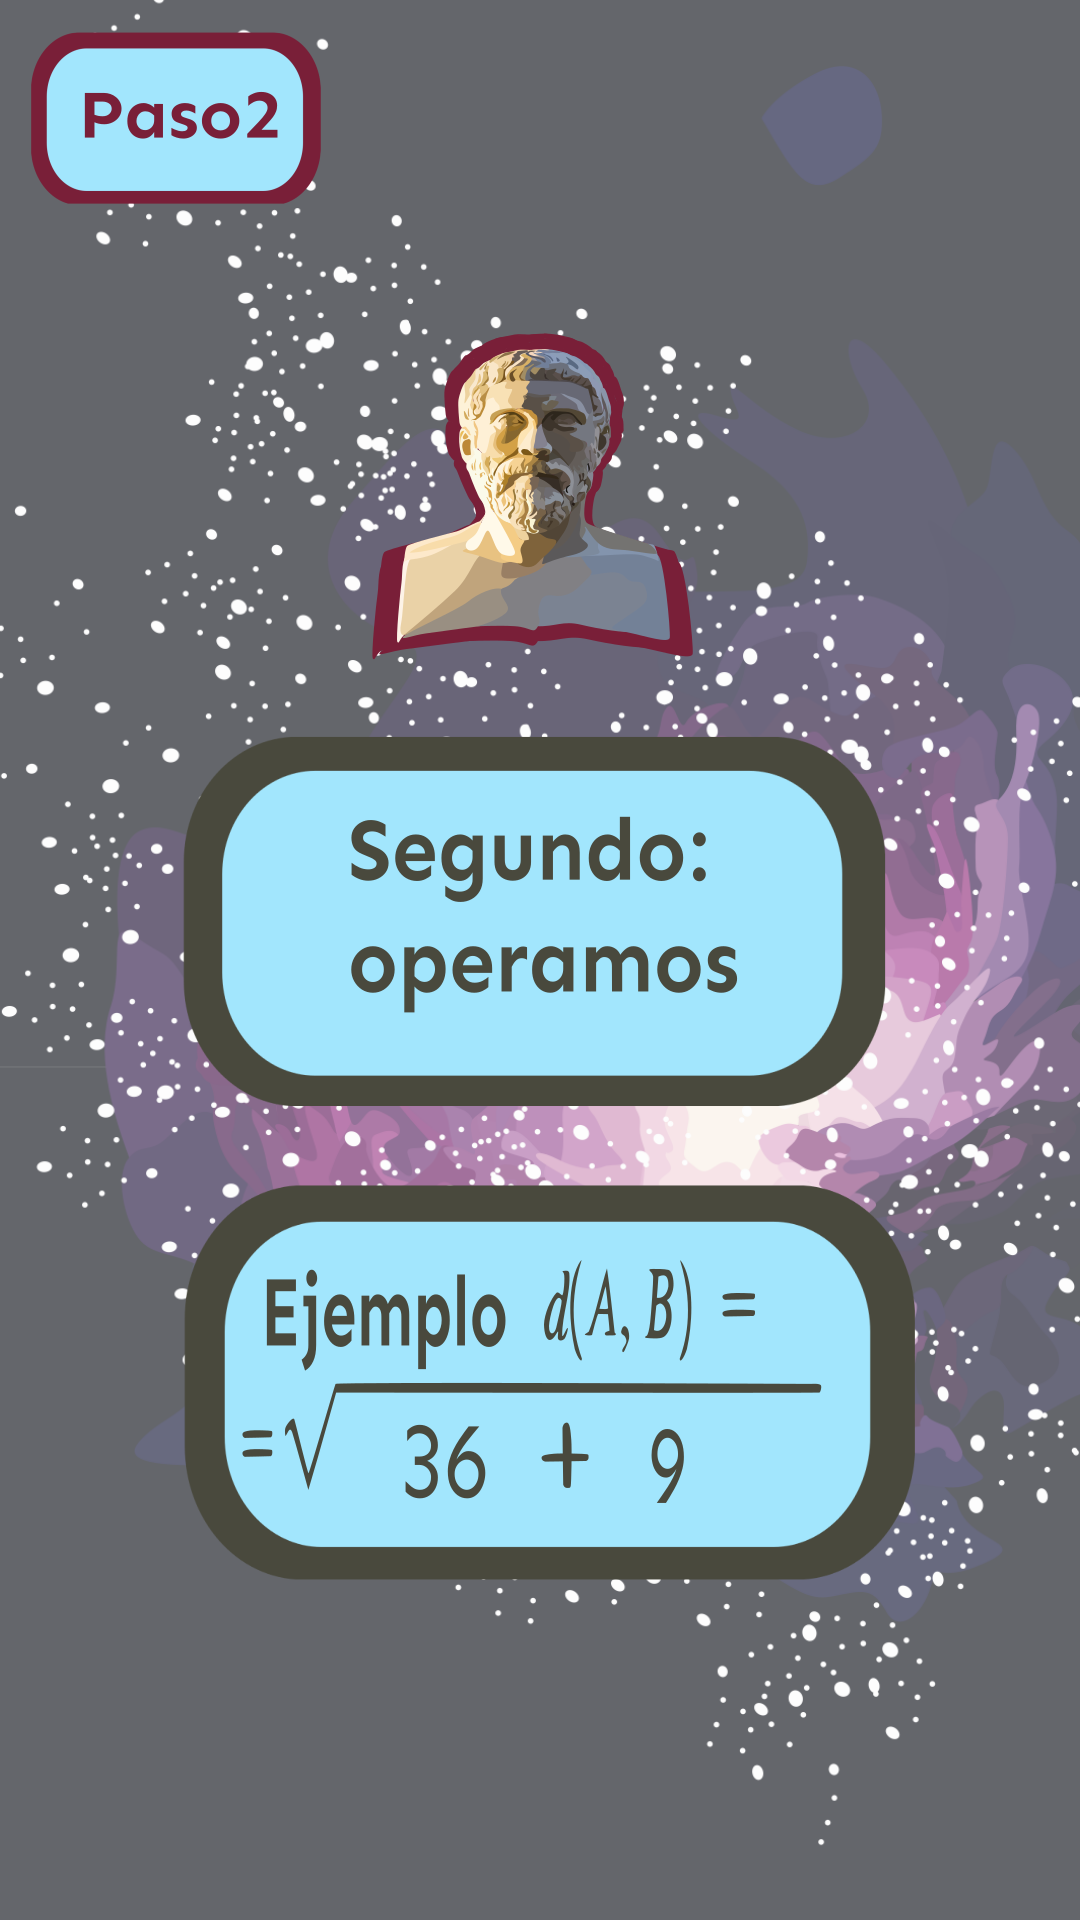 Paso2
Segundo:
operamos
Ejemplo d(A, B) =
=√36 + 9